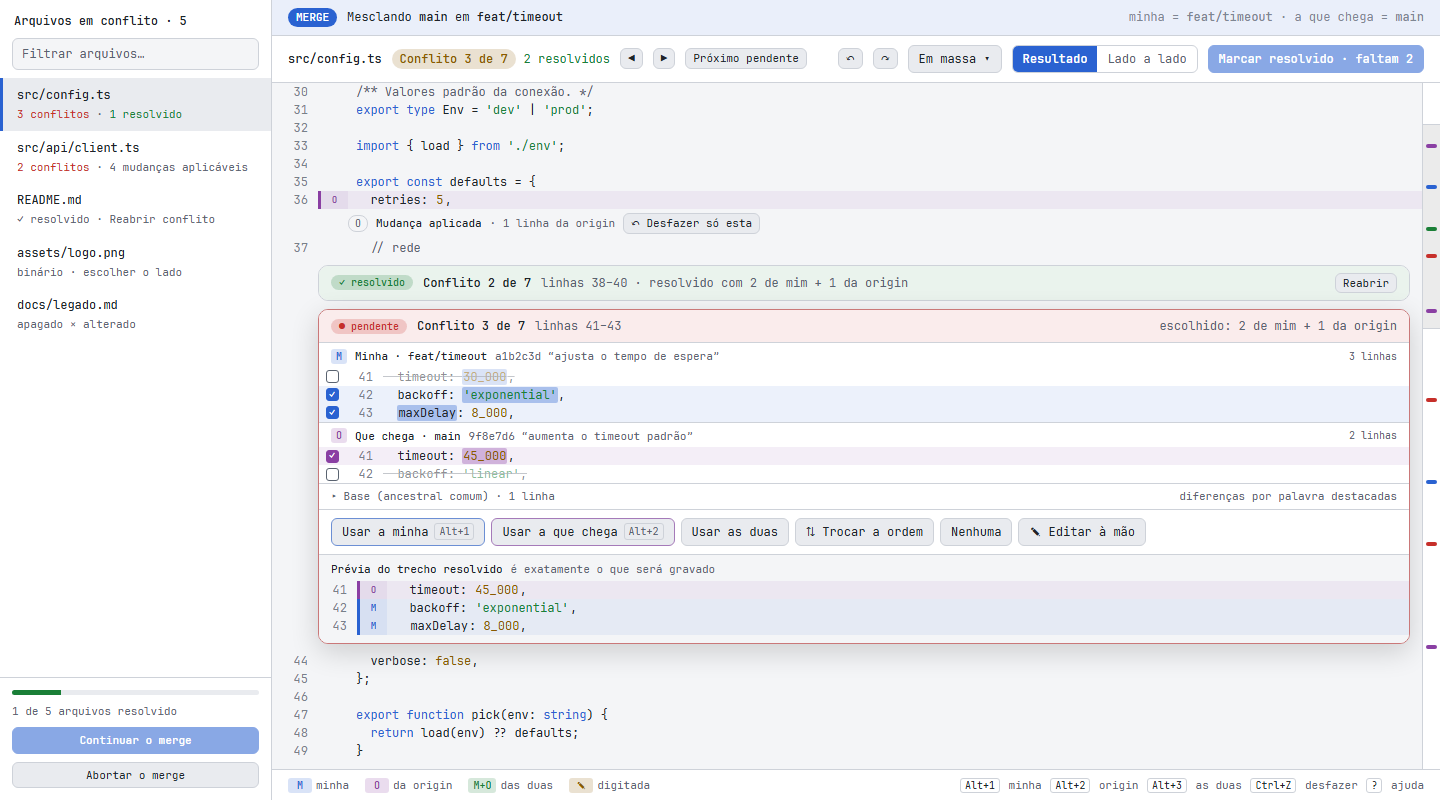 Arquivos em conflito · 5
Filtrar arquivos…
src/config.ts
3 conflitos · 1 resolvido
src/api/client.ts
2 conflitos · 4 mudanças aplicáveis
README.md
✓ resolvido · Reabrir conflito
assets/logo.png
binário · escolher o lado
docs/legado.md
apagado × alterado
1 de 5 arquivos resolvido
Continuar o merge
Abortar o merge
MERGE Mesclando main em feat/timeout minha = feat/timeout · a que chega = main
src/config.ts Conflito 3 de 7 2 resolvidos ◀ ▶ Próximo pendente ↶ ↷ Em massa ▾ Resultado Lado a lado Marcar resolvido · faltam 2
30 /** Valores padrão da conexão. */
31 export type Env = 'dev' | 'prod';
32
33 import { load } from './env';
34
35 export const defaults = {
36 O retries: 5,
O Mudança aplicada · 1 linha da origin ↶ Desfazer só esta
37 // rede
✓ resolvido Conflito 2 de 7 linhas 38–40 · resolvido com 2 de mim + 1 da origin Reabrir
● pendente Conflito 3 de 7 linhas 41–43 escolhido: 2 de mim + 1 da origin
M Minha · feat/timeout a1b2c3d “ajusta o tempo de espera” 3 linhas
41 timeout: 30_000,
42 backoff: 'exponential',
43 maxDelay: 8_000,
O Que chega · main 9f8e7d6 “aumenta o timeout padrão” 2 linhas
41 timeout: 45_000,
42 backoff: 'linear',
▸ Base (ancestral comum) · 1 linha diferenças por palavra destacadas
Usar a minha Alt+1 Usar a que chega Alt+2 Usar as duas ⇅ Trocar a ordem Nenhuma ✎ Editar à mão
Prévia do trecho resolvido é exatamente o que será gravado
41 O timeout: 45_000,
42 M backoff: 'exponential',
43 M maxDelay: 8_000,
44 verbose: false,
45 };
46
47 export function pick(env: string) {
48 return load(env) ?? defaults;
49 }
M minha O da origin M+O das duas ✎ digitada Alt+1 minha Alt+2 origin Alt+3 as duas Ctrl+Z desfazer ? ajuda